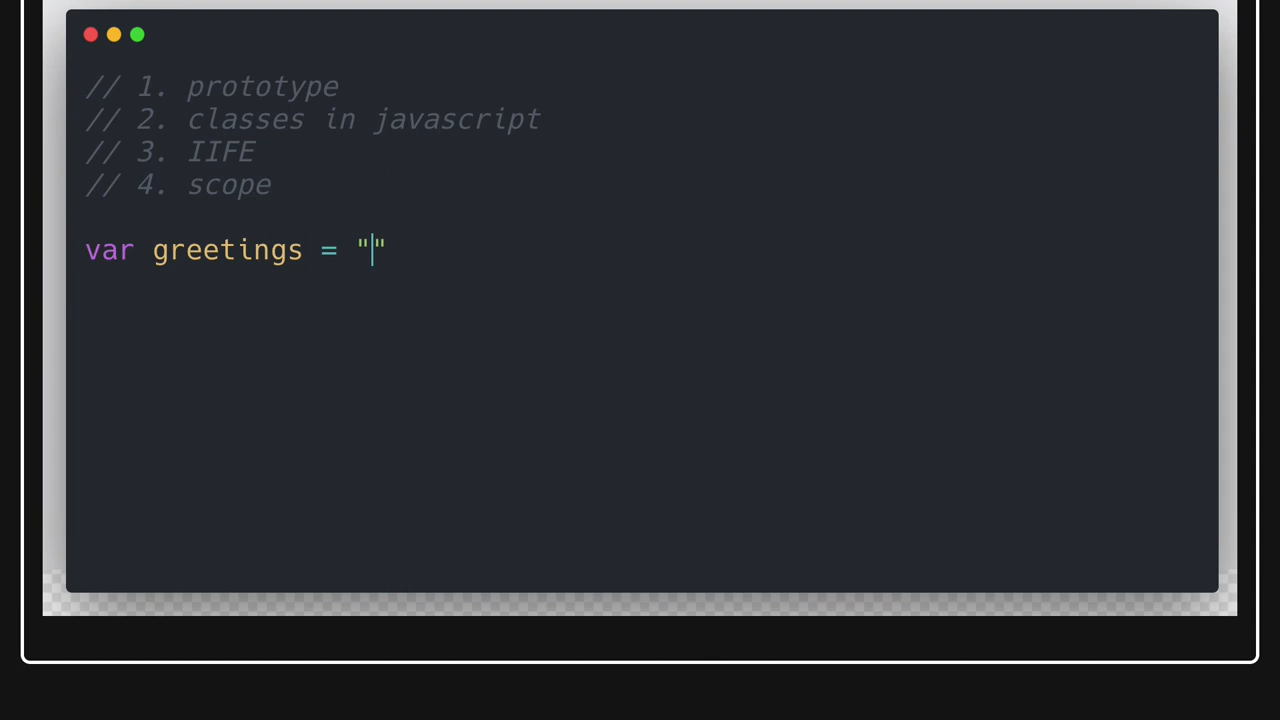 // 1. prototype
// 2. classes in javascript
// 3. IIFE
// 4. scope
var greetings = ""